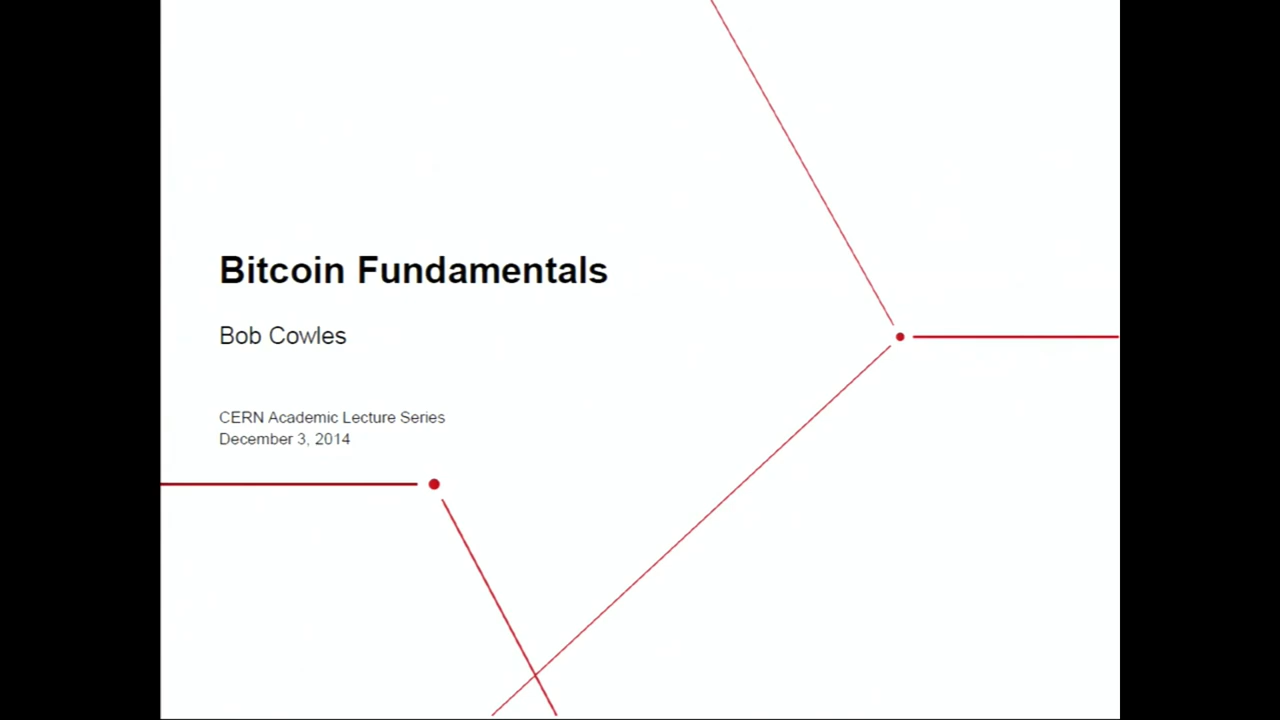 Bitcoin Fundamentals
Bob Cowles
CERN Academic Lecture Series
December 3, 2014